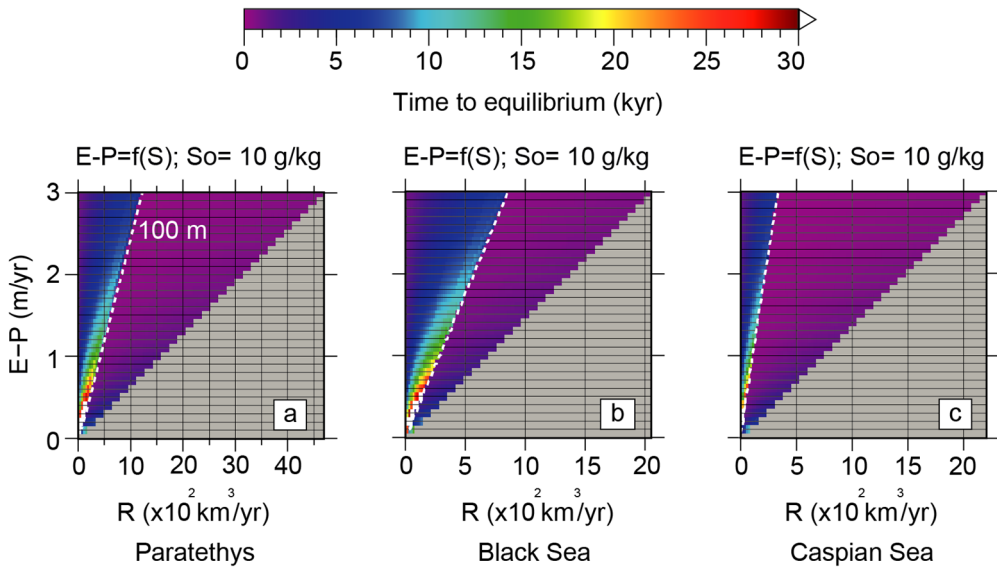 0 5 10 15 20 25 30
Time to equilibrium (kyr)
E-P=f(S); So= 10 g/kg
E-P=f(S); So= 10 g/kg
E-P=f(S); So= 10 g/kg
E−P (m/yr)
3
2
1
0
100 m
a
b
c
0 10 20 30 40
0 5 10 15 20
0 5 10 15 20
R (x10² km³/yr)
R (x10² km³/yr)
R (x10² km³/yr)
Paratethys
Black Sea
Caspian Sea